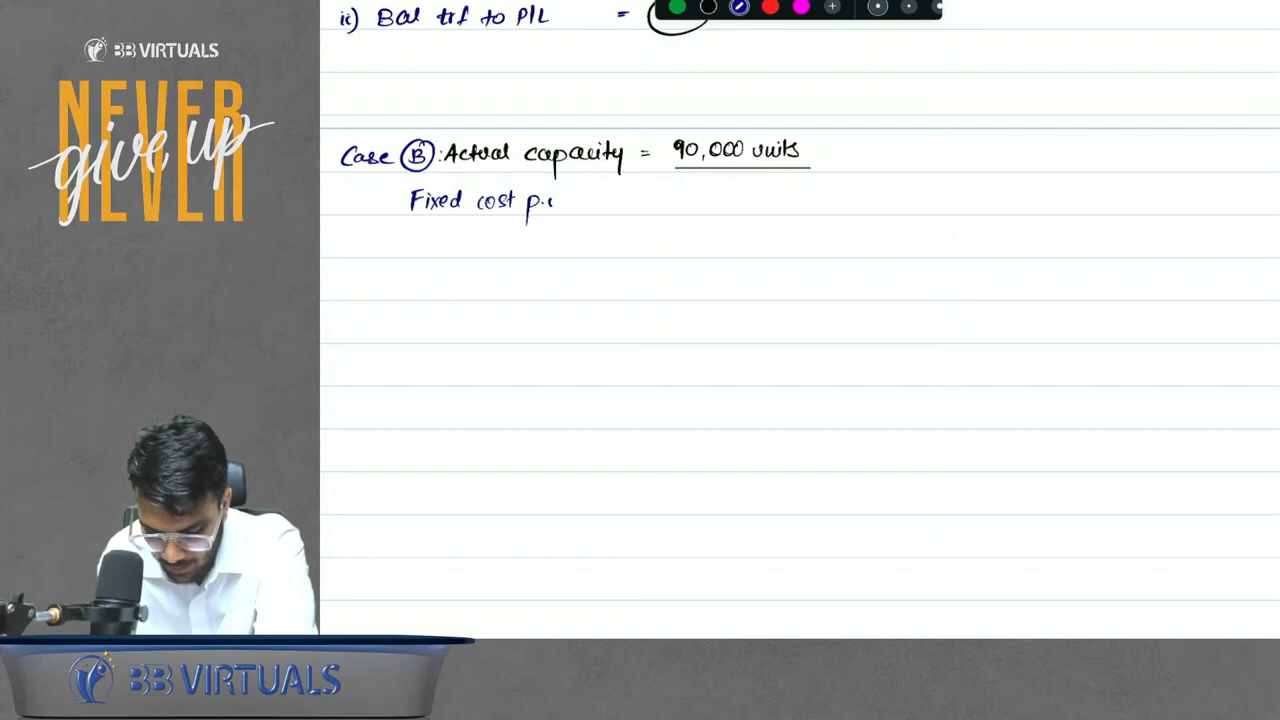 BB VIRTUALS
NEVER
give up
NEVER
ii) Bal trf to P/L =
Case (B): Actual capacity = 90,000 units
Fixed cost p.
BB VIRTUALS